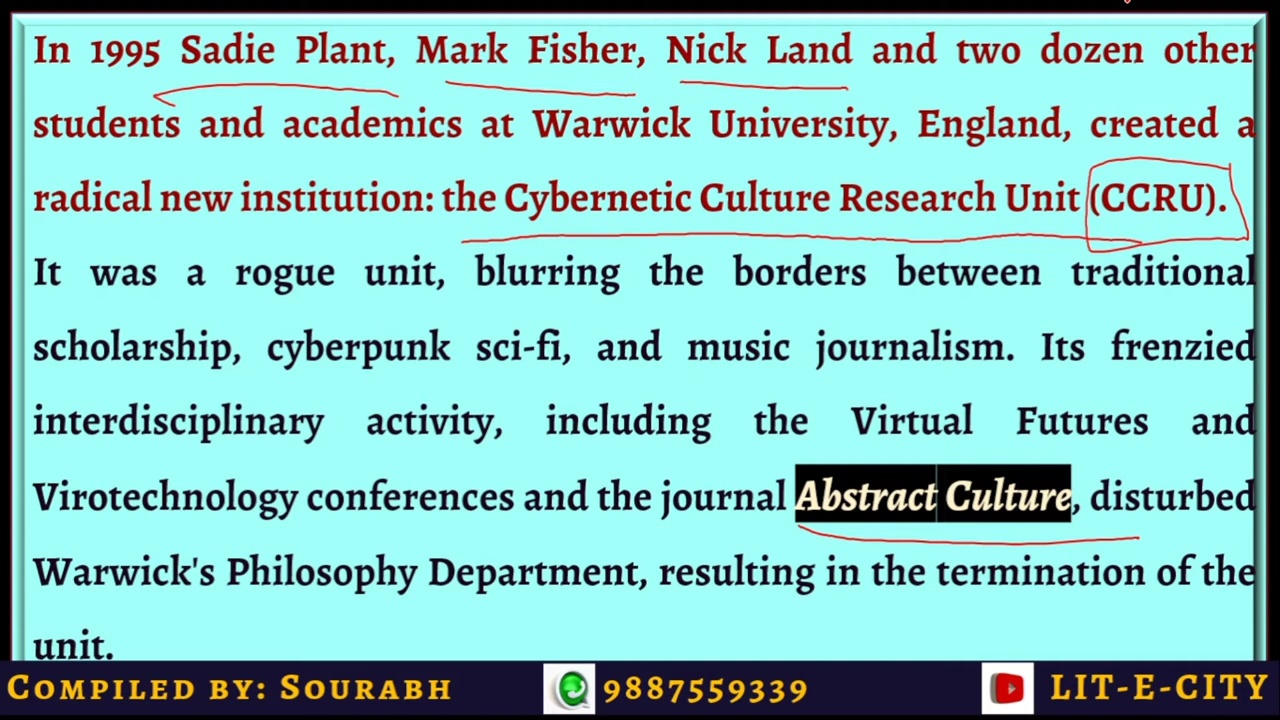 In 1995 Sadie Plant, Mark Fisher, Nick Land and two dozen other
students and academics at Warwick University, England, created a
radical new institution: the Cybernetic Culture Research Unit (CCRU).
It was a rogue unit, blurring the borders between traditional
scholarship, cyberpunk sci-fi, and music journalism. Its frenzied
interdisciplinary activity, including the Virtual Futures and
Virotechnology conferences and the journal Abstract Culture, disturbed
Warwick's Philosophy Department, resulting in the termination of the
unit.
Compiled by: Sourabh 9887559339 LIT-E-CITY